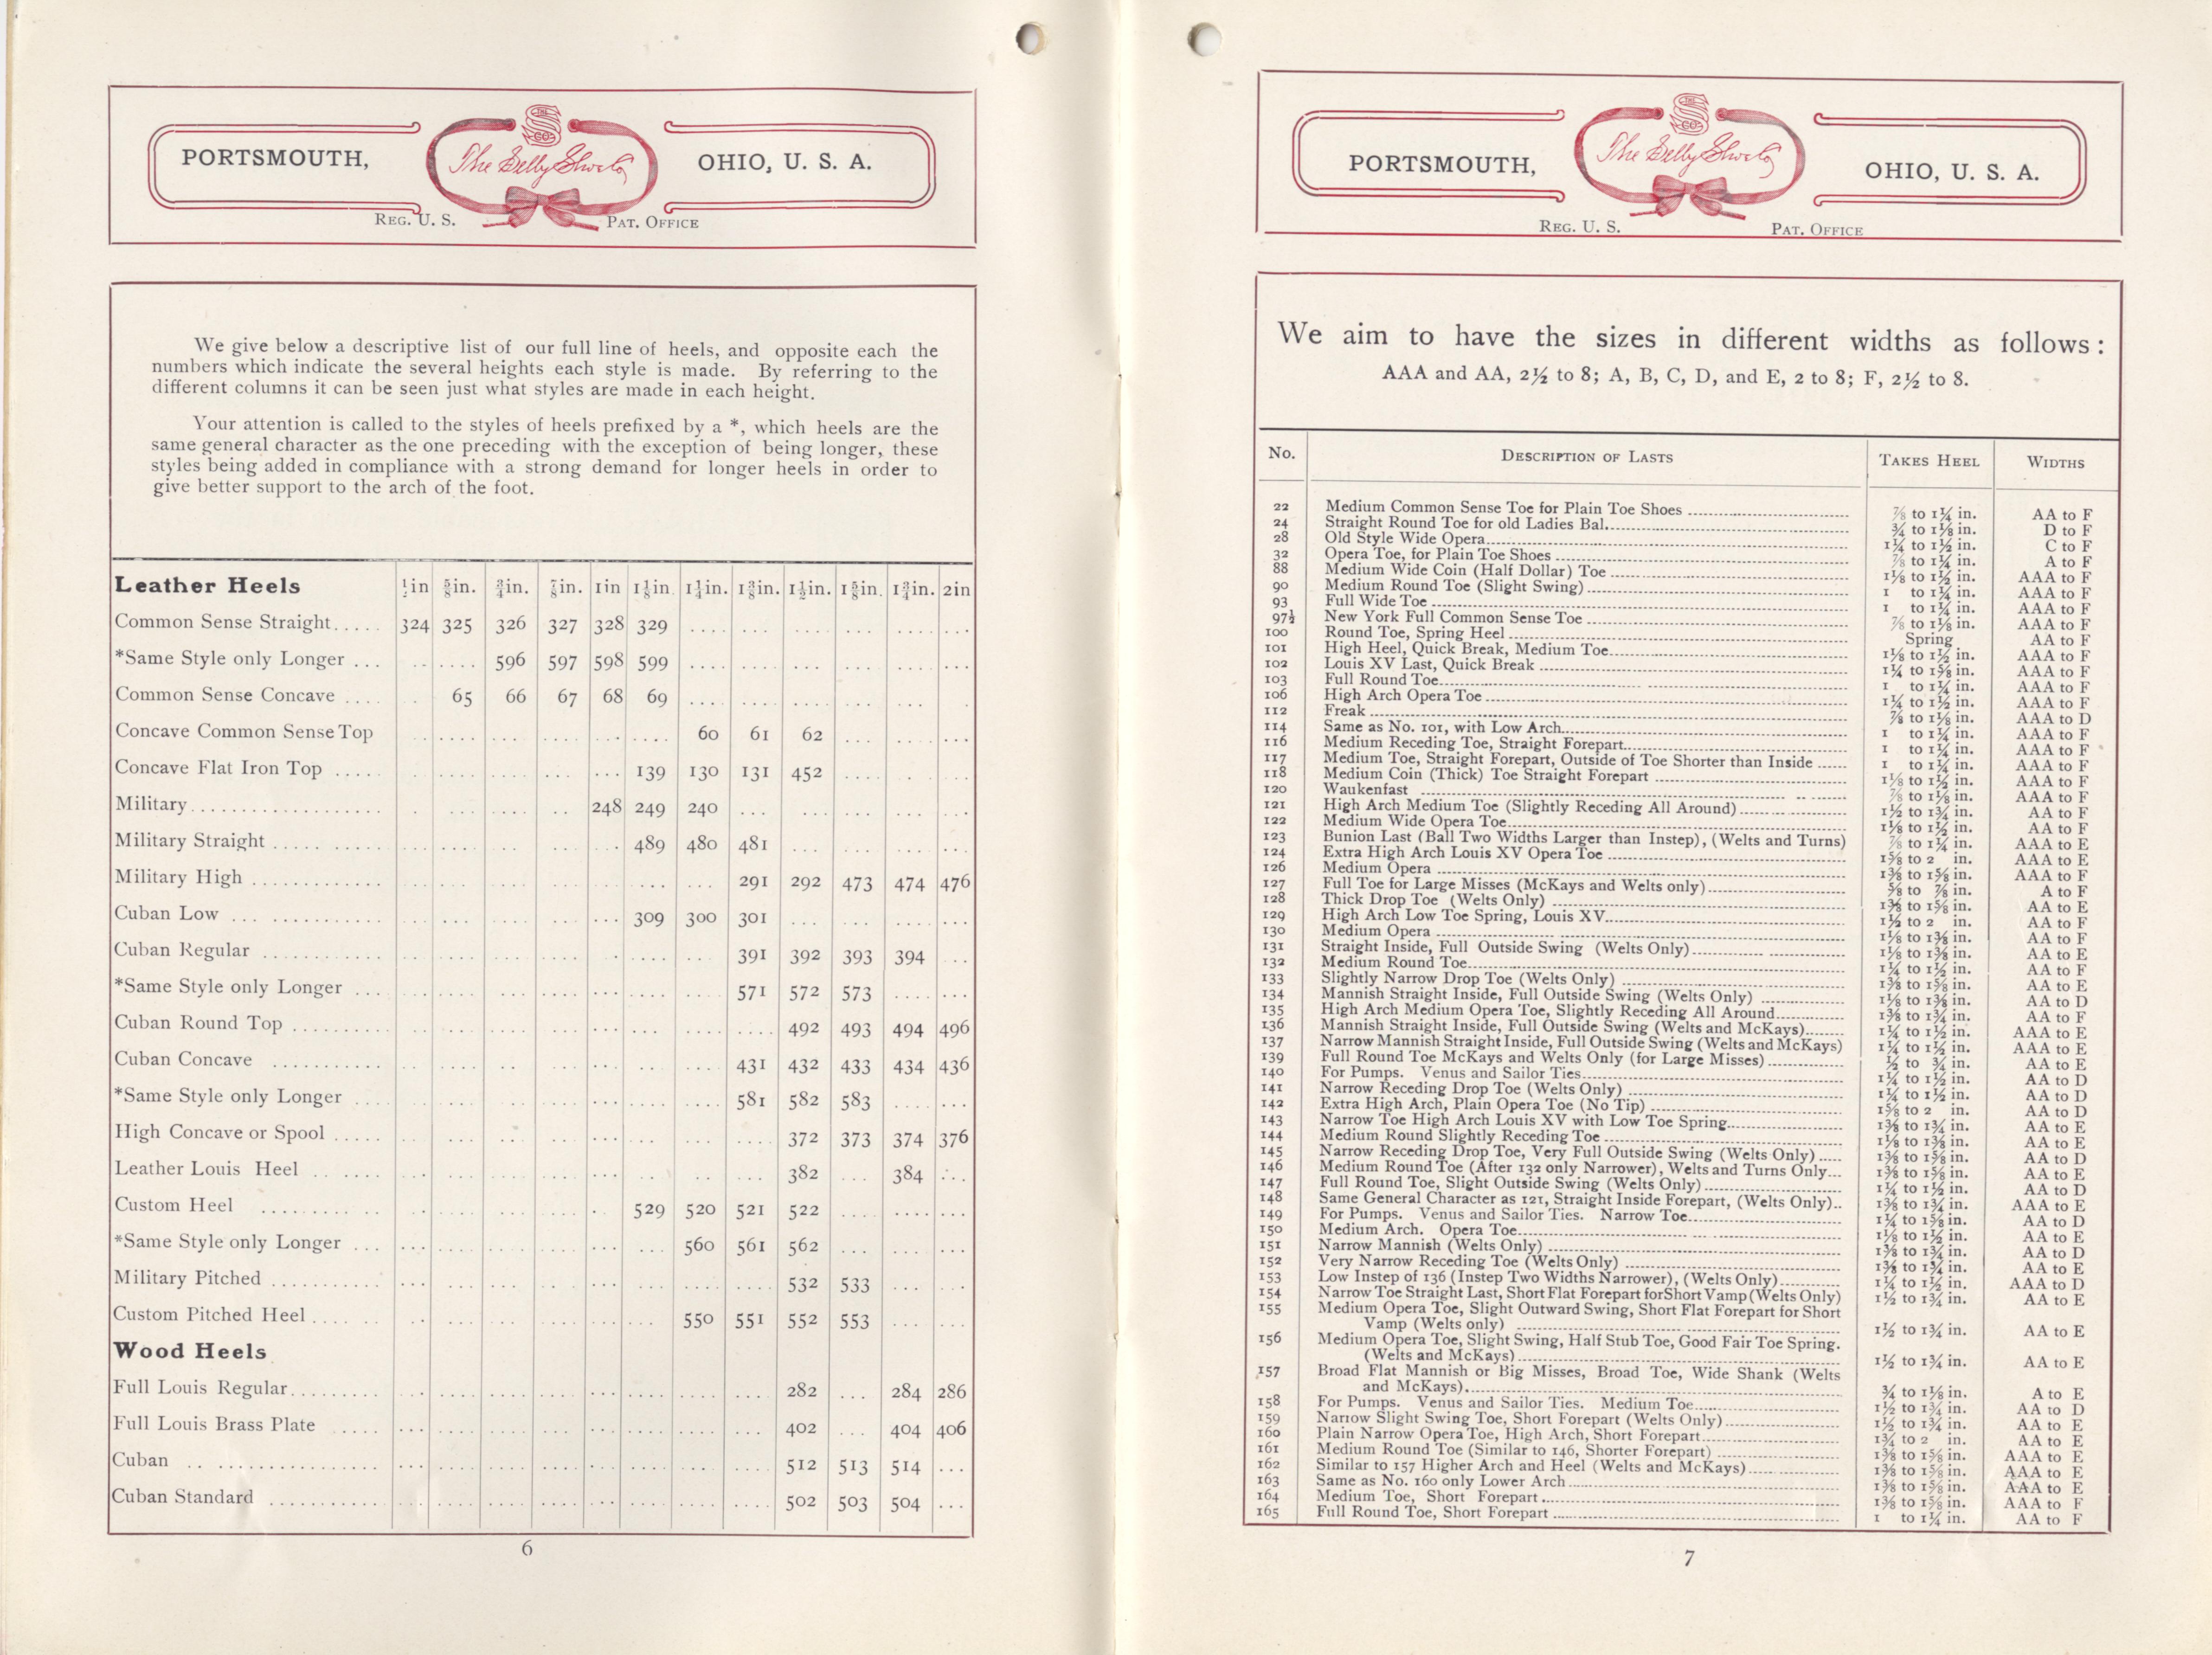 PORTSMOUTH,
THE S CO
The Selby Shoe Co
OHIO, U. S. A.
REG. U. S. PAT. OFFICE
We give below a descriptive list of our full line of heels, and opposite each the
numbers which indicate the several heights each style is made. By referring to the
different columns it can be seen just what styles are made in each height.
Your attention is called to the styles of heels prefixed by a *, which heels are the
same general character as the one preceding with the exception of being longer, these
styles being added in compliance with a strong demand for longer heels in order to
give better support to the arch of the foot.
Leather Heels ½in ⅝in. ¾in. ⅞in. 1in 1⅛in. 1¼in. 1⅜in. 1½in. 1⅝in. 1¾in. 2in
Common Sense Straight..... 324 325 326 327 328 329
*Same Style only Longer ... 596 597 598 599
Common Sense Concave .... 65 66 67 68 69
Concave Common Sense Top 60 61 62
Concave Flat Iron Top ..... 139 130 131 452
Military................... 248 249 240
Military Straight ..... 489 480 481
Military High ............. 291 292 473 474 476
Cuban Low ... ............ 309 300 301
Cuban Regular ............ 391 392 393 394
*Same Style only Longer ... 571 572 573
Cuban Round Top .......... 492 493 494 496
Cuban Concave ........... 431 432 433 434 436
*Same Style only Longer .... 581 582 583
High Concave or Spool ..... 372 373 374 376
Leather Louis Heel ........ 382 384
Custom Heel ......... 529 520 521 522
*Same Style only Longer ... 560 561 562
Military Pitched ........... 532 533
Custom Pitched Heel....... 550 551 552 553
Wood Heels
Full Louis Regular......... 282 284 286
Full Louis Brass Plate ..... 402 404 406
Cuban .. ................ 512 513 514
Cuban Standard ........... 502 503 504
6
PORTSMOUTH,
THE S CO
The Selby Shoe Co
OHIO, U. S. A.
REG. U. S. PAT. OFFICE
We aim to have the sizes in different widths as follows:
AAA and AA, 2½ to 8; A, B, C, D, and E, 2 to 8; F, 2½ to 8.
No. DESCRIPTION OF LASTS TAKES HEEL WIDTHS
22 Medium Common Sense Toe for Plain Toe Shoes ⅞ to 1¼ in. AA to F
24 Straight Round Toe for old Ladies Bal. ¾ to 1⅛ in. D to F
28 Old Style Wide Opera 1¼ to 1½ in. C to F
32 Opera Toe, for Plain Toe Shoes ⅞ to 1¼ in. A to F
88 Medium Wide Coin (Half Dollar) Toe 1⅛ to 1½ in. AAA to F
90 Medium Round Toe (Slight Swing) 1 to 1¼ in. AAA to F
93 Full Wide Toe 1 to 1¼ in. AAA to F
97½ New York Full Common Sense Toe ⅞ to 1⅛ in. AAA to F
100 Round Toe, Spring Heel Spring AA to F
101 High Heel, Quick Break, Medium Toe 1⅛ to 1½ in. AAA to F
102 Louis XV Last, Quick Break 1¼ to 1⅝ in. AAA to F
103 Full Round Toe 1 to 1¼ in. AAA to F
106 High Arch Opera Toe 1¼ to 1½ in. AAA to F
112 Freak ⅞ to 1⅛ in. AAA to D
114 Same as No. 101, with Low Arch 1 to 1¼ in. AAA to F
116 Medium Receding Toe, Straight Forepart 1 to 1¼ in. AAA to F
117 Medium Toe, Straight Forepart, Outside of Toe Shorter than Inside 1 to 1¼ in. AAA to F
118 Medium Coin (Thick) Toe Straight Forepart 1⅛ to 1½ in. AAA to F
120 Waukenfast ⅞ to 1⅛ in. AAA to F
121 High Arch Medium Toe (Slightly Receding All Around) 1½ to 1¾ in. AA to F
122 Medium Wide Opera Toe 1⅛ to 1½ in. AA to F
123 Bunion Last (Ball Two Widths Larger than Instep), (Welts and Turns) ⅞ to 1¼ in. AAA to E
124 Extra High Arch Louis XV Opera Toe 1⅝ to 2 in. AAA to E
126 Medium Opera 1⅜ to 1⅝ in. AAA to F
127 Full Toe for Large Misses (McKays and Welts only) ⅝ to ⅞ in. A to F
128 Thick Drop Toe (Welts Only) 1⅜ to 1⅝ in. AA to E
129 High Arch Low Toe Spring, Louis XV. 1½ to 2 in. AA to F
130 Medium Opera 1⅛ to 1⅜ in. AA to F
131 Straight Inside, Full Outside Swing (Welts Only) 1⅛ to 1⅜ in. AA to E
132 Medium Round Toe 1¼ to 1½ in. AA to F
133 Slightly Narrow Drop Toe (Welts Only) 1⅜ to 1⅝ in. AA to E
134 Mannish Straight Inside, Full Outside Swing (Welts Only) 1⅛ to 1⅜ in. AA to D
135 High Arch Medium Opera Toe, Slightly Receding All Around 1⅜ to 1¾ in. AA to F
136 Mannish Straight Inside, Full Outside Swing (Welts and McKays) 1¼ to 1½ in. AAA to E
137 Narrow Mannish Straight Inside, Full Outside Swing (Welts and McKays) 1¼ to 1½ in. AAA to E
139 Full Round Toe McKays and Welts Only (for Large Misses) ½ to ¾ in. AA to E
140 For Pumps. Venus and Sailor Ties 1¼ to 1½ in. AA to D
141 Narrow Receding Drop Toe (Welts Only) 1¼ to 1½ in. AA to D
142 Extra High Arch, Plain Opera Toe (No Tip) 1⅝ to 2 in. AA to D
143 Narrow Toe High Arch Louis XV with Low Toe Spring 1⅜ to 1¾ in. AA to E
144 Medium Round Slightly Receding Toe 1⅛ to 1⅜ in. AA to E
145 Narrow Receding Drop Toe, Very Full Outside Swing (Welts Only) 1⅜ to 1⅝ in. AA to D
146 Medium Round Toe (After 132 only Narrower), Welts and Turns Only 1⅜ to 1⅝ in. AA to E
147 Full Round Toe, Slight Outside Swing (Welts Only) 1¼ to 1½ in. AA to D
148 Same General Character as 121, Straight Inside Forepart, (Welts Only) 1⅜ to 1¾ in. AAA to E
149 For Pumps. Venus and Sailor Ties. Narrow Toe 1¼ to 1⅝ in. AA to D
150 Medium Arch. Opera Toe 1⅛ to 1½ in. AA to E
151 Narrow Mannish (Welts Only) 1⅜ to 1¾ in. AA to D
152 Very Narrow Receding Toe (Welts Only) 1⅜ to 1¾ in. AA to E
153 Low Instep of 136 (Instep Two Widths Narrower), (Welts Only) 1¼ to 1½ in. AAA to D
154 Narrow Toe Straight Last, Short Flat Forepart for Short Vamp (Welts Only) 1½ to 1¾ in. AA to E
155 Medium Opera Toe, Slight Outward Swing, Short Flat Forepart for Short
Vamp (Welts only) 1½ to 1¾ in. AA to E
156 Medium Opera Toe, Slight Swing, Half Stub Toe, Good Fair Toe Spring.
(Welts and McKays) 1½ to 1¾ in. AA to E
157 Broad Flat Mannish or Big Misses, Broad Toe, Wide Shank (Welts
and McKays). ¾ to 1⅛ in. A to E
158 For Pumps. Venus and Sailor Ties. Medium Toe 1½ to 1¾ in. AA to D
159 Narrow Slight Swing Toe, Short Forepart (Welts Only) 1½ to 1¾ in. AA to E
160 Plain Narrow Opera Toe, High Arch, Short Forepart 1¾ to 2 in. AA to E
161 Medium Round Toe (Similar to 146, Shorter Forepart) 1⅜ to 1⅝ in. AAA to E
162 Similar to 157 Higher Arch and Heel (Welts and McKays) 1⅜ to 1⅝ in. AAA to E
163 Same as No. 160 only Lower Arch 1⅜ to 1⅝ in. AAA to E
164 Medium Toe, Short Forepart 1⅜ to 1⅝ in. AAA to F
165 Full Round Toe, Short Forepart 1 to 1¼ in. AA to F
7